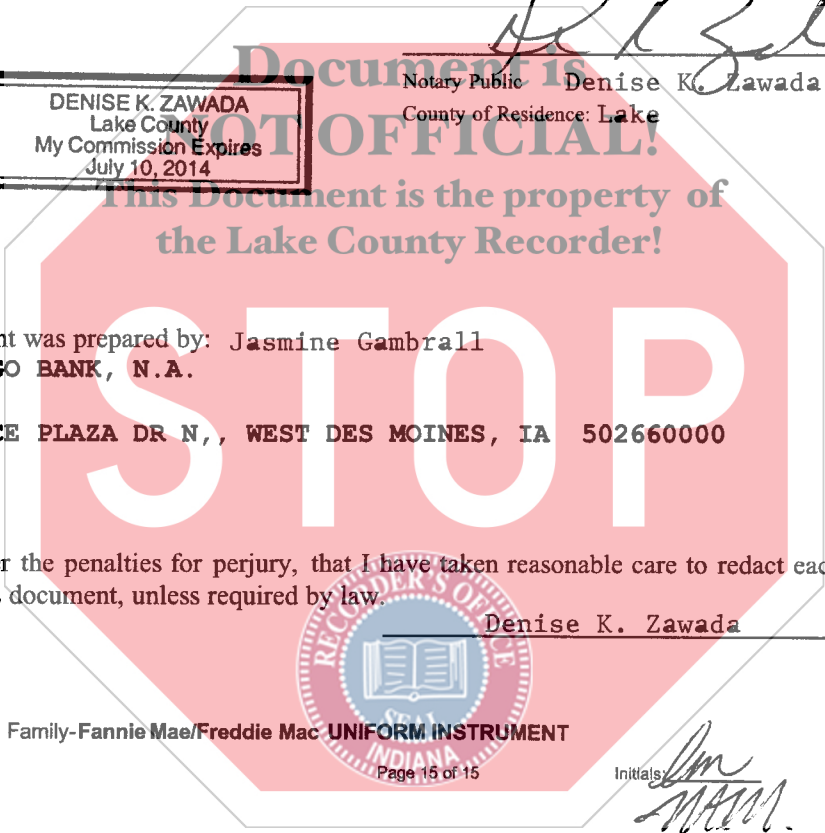 Document is
NOT OFFICIAL!
This Document is the property of
the Lake County Recorder!
Notary Public Denise K. Zawada
County of Residence: Lake
DENISE K. ZAWADA
Lake County
My Commission Expires
July 10, 2014
nt was prepared by: Jasmine Gambrall
O BANK, N.A.
CE PLAZA DR N,, WEST DES MOINES, IA 502660000
STOP
r the penalties for perjury, that I have taken reasonable care to redact eac
s document, unless required by law.
Denise K. Zawada
RECORDER'S OFFICE
SEAL
INDIANA
Family-Fannie Mae/Freddie Mac UNIFORM INSTRUMENT
Page 15 of 15
Initials: